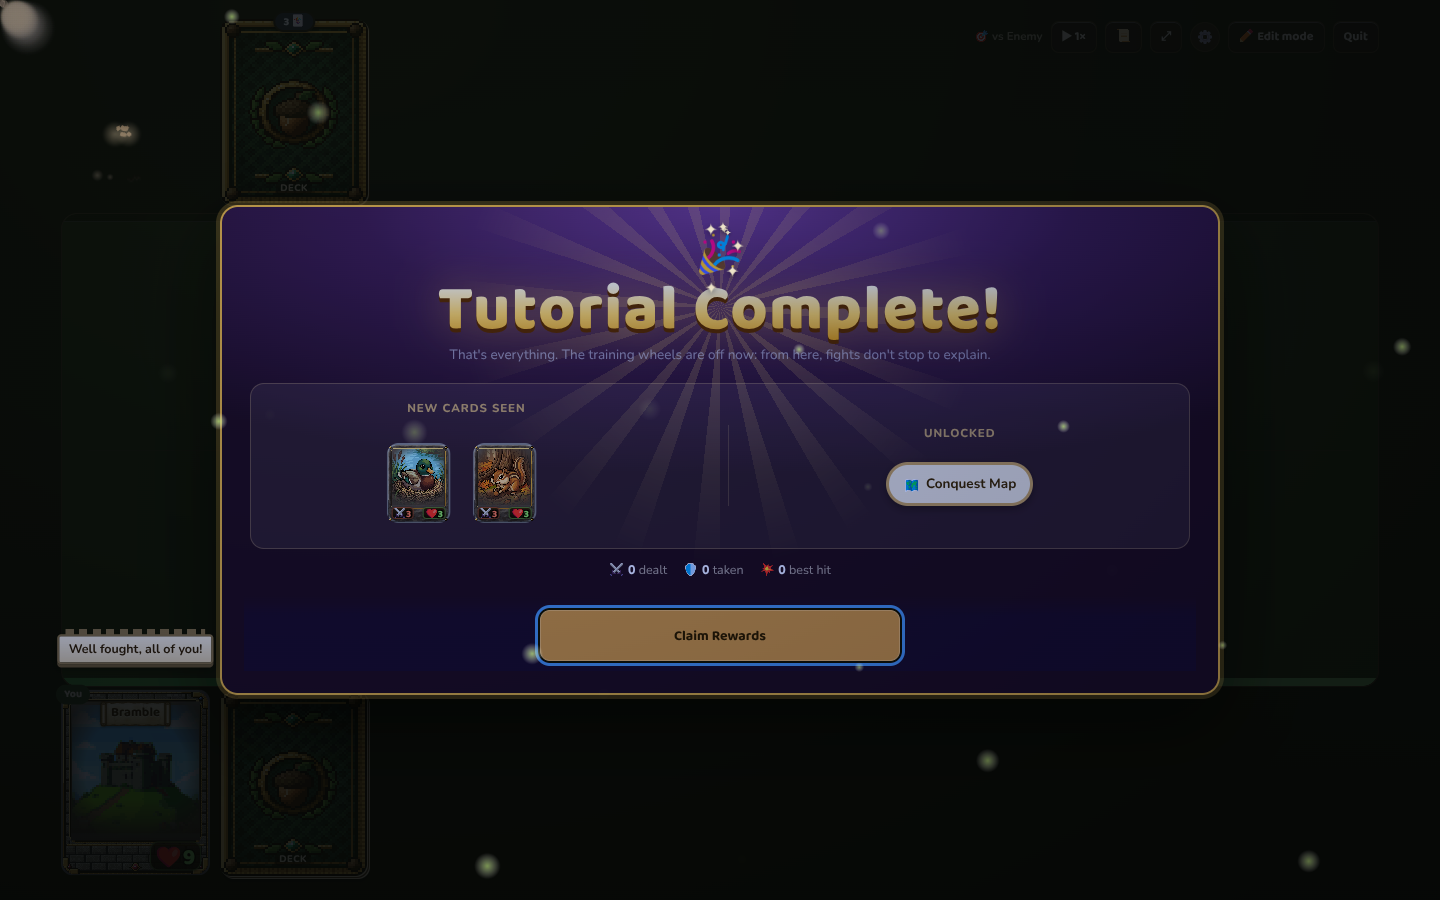 3
vs Enemy
1×
Edit mode
Quit
DECK
Tutorial Complete!
That's everything. The training wheels are off now: from here, fights don't stop to explain.
NEW CARDS SEEN
UNLOCKED
3 3
3 3
Conquest Map
0 dealt 0 taken 0 best hit
Claim Rewards
Well fought, all of you!
You
Bramble
9
DECK